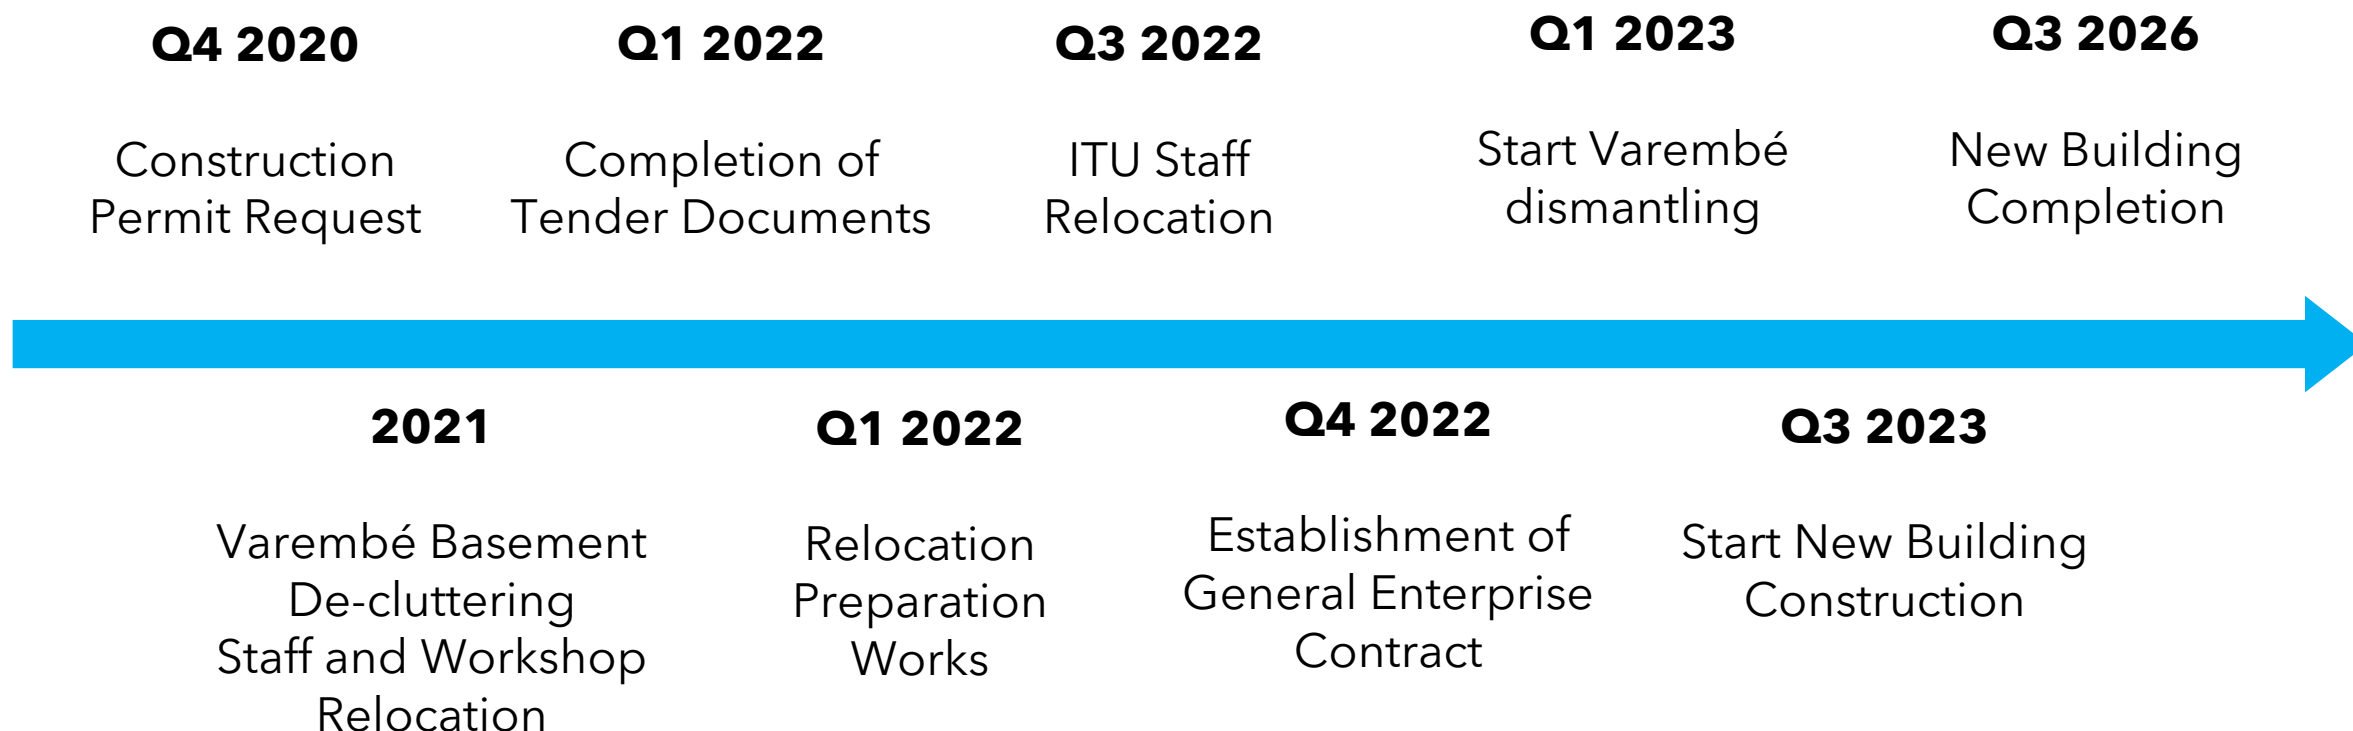 Q4 2020
Construction
Permit Request
Q1 2022
Completion of
Tender Documents
Q3 2022
ITU Staff
Relocation
Q1 2023
Start Varembé
dismantling
Q3 2026
New Building
Completion
2021
Varembé Basement
De-cluttering
Staff and Workshop
Relocation
Q1 2022
Relocation
Preparation
Works
Q4 2022
Establishment of
General Enterprise
Contract
Q3 2023
Start New Building
Construction